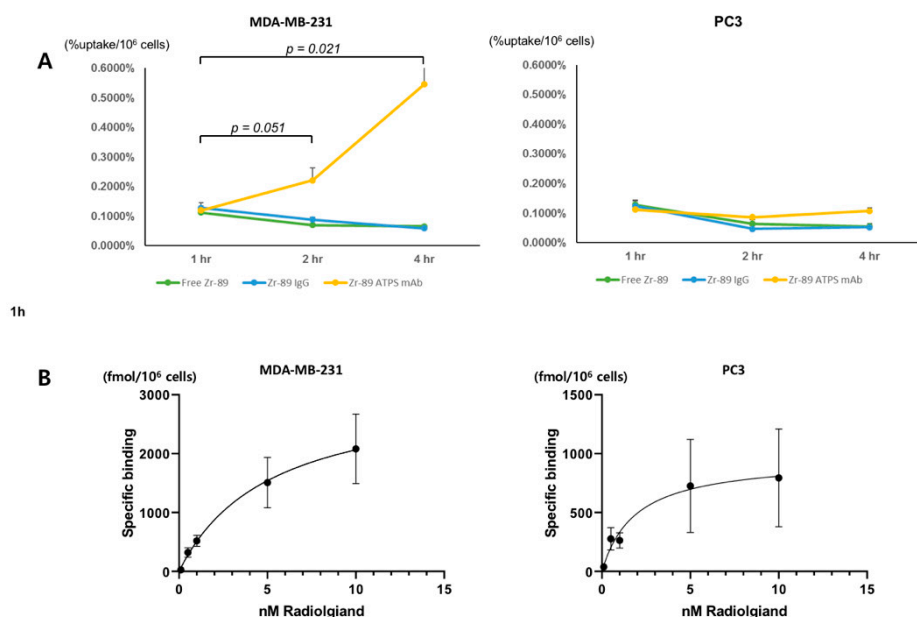 MDA-MB-231
PC3
A
(%uptake/10⁶ cells)
(%uptake/10⁶ cells)
p = 0.021
p = 0.051
0.6000%
0.5000%
0.4000%
0.3000%
0.2000%
0.1000%
0.0000%
1 hr
2 hr
4 hr
Free Zr-89
Zr-89 IgG
Zr-89 ATPS mAb
0.6000%
0.5000%
0.4000%
0.3000%
0.2000%
0.1000%
0.0000%
1 hr
2 hr
4 hr
Free Zr-89
Zr-89 IgG
Zr-89 ATPS mAb
1h
B
(fmol/10⁶ cells)
MDA-MB-231
Specific binding
3000
2000
1000
0
0
5
10
15
nM Radiolgiand
(fmol/10⁶ cells)
PC3
Specific binding
1500
1000
500
0
0
5
10
15
nM Radiolgiand